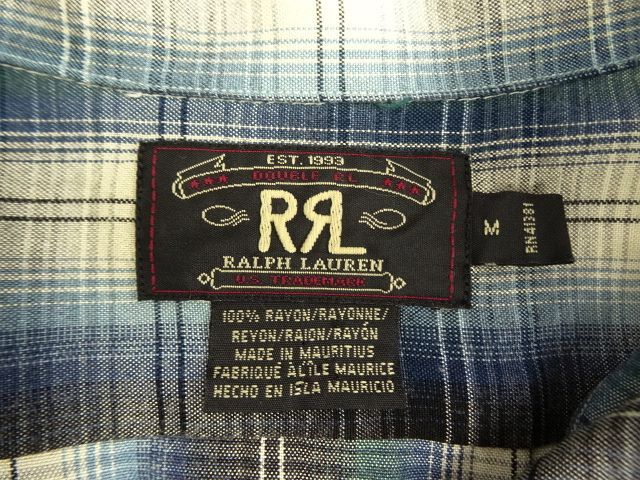 EST. 1993
★★★ DOUBLE RL ★★★
RRL
RALPH LAUREN
U.S. TRADEMARK
M
RN41381
100% RAYON/RAYONNE/
REYON/RAION/RAYÓN
MADE IN MAURITIUS
FABRIQUÉ À L'ÎLE MAURICE
HECHO EN ISLA MAURICIO